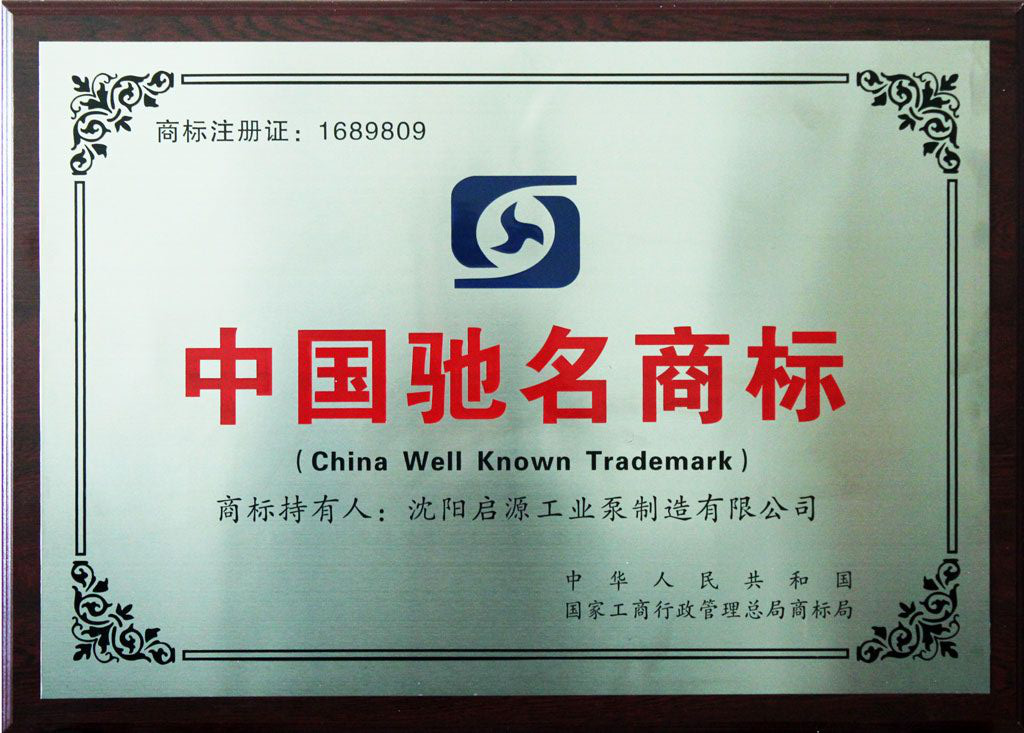 商标注册证：1689809
中国驰名商标
（China Well Known Trademark）
商标持有人：沈阳启源工业泵制造有限公司
中华人民共和国
国家工商行政管理总局商标局